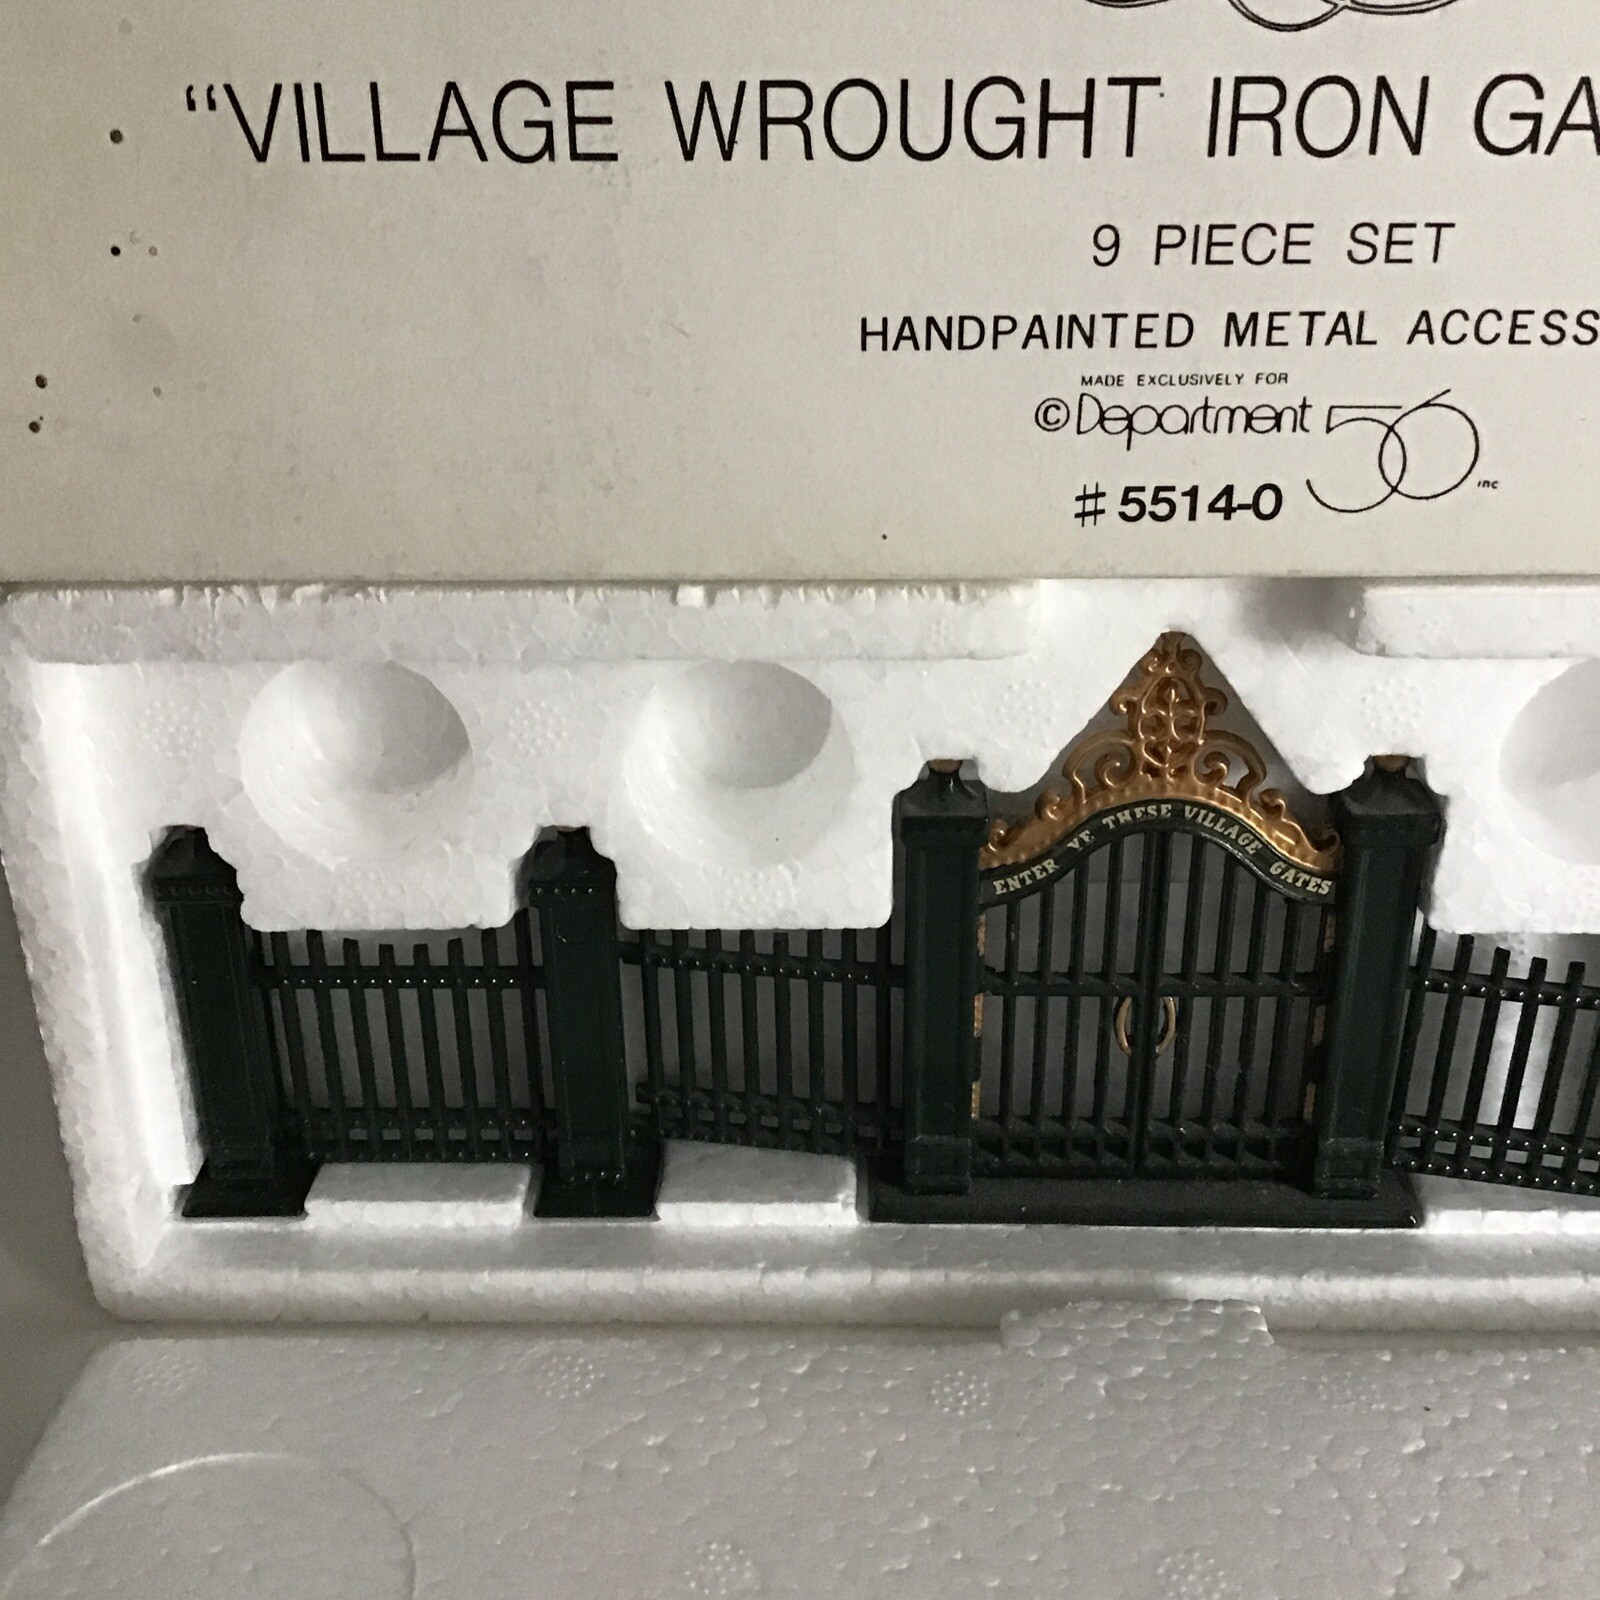 "VILLAGE WROUGHT IRON GA
9 PIECE SET
HANDPAINTED METAL ACCESS
MADE EXCLUSIVELY FOR
©Department 56 inc
#5514-0
ENTER YE THESE VILLAGE GATES